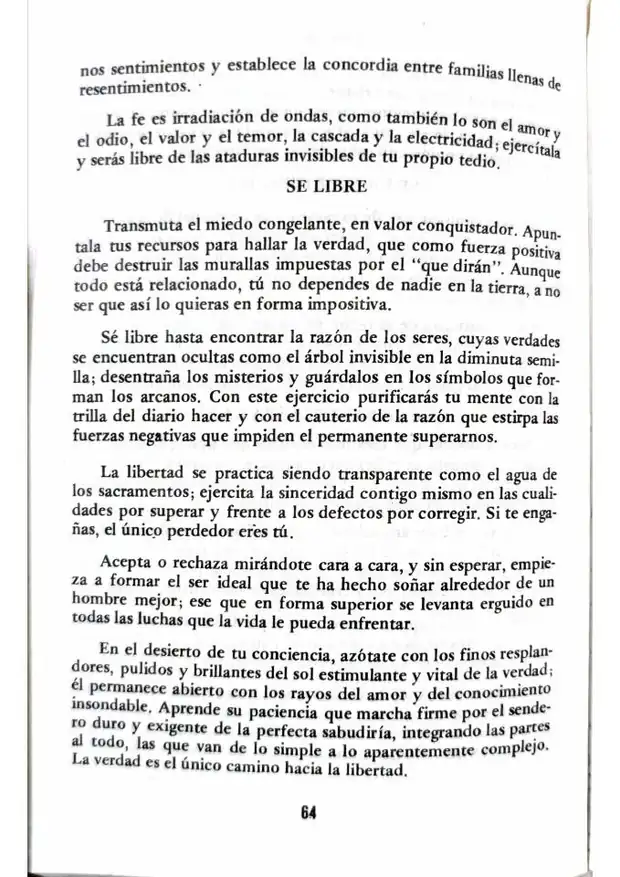 nos sentimientos y establece la concordia entre familias llenas de
resentimientos.
La fe es irradiación de ondas, como también lo son el amor y
el odio, el valor y el temor, la cascada y la electricidad; ejercítala
y serás libre de las ataduras invisibles de tu propio tedio.
SE LIBRE
Transmuta el miedo congelante, en valor conquistador. Apun-
tala tus recursos para hallar la verdad, que como fuerza positiva
debe destruir las murallas impuestas por el “que dirán”. Aunque
todo está relacionado, tú no dependes de nadie en la tierra, a no
ser que así lo quieras en forma impositiva.
Sé libre hasta encontrar la razón de los seres, cuyas verdades
se encuentran ocultas como el árbol invisible en la diminuta semi-
lla; desentraña los misterios y guárdalos en los símbolos que for-
man los arcanos. Con este ejercicio purificarás tu mente con la
trilla del diario hacer y con el cauterio de la razón que estirpa las
fuerzas negativas que impiden el permanente superarnos.
La libertad se practica siendo transparente como el agua de
los sacramentos; ejercita la sinceridad contigo mismo en las cuali-
dades por superar y frente a los defectos por corregir. Si te enga-
ñas, el único perdedor eres tú.
Acepta o rechaza mirándote cara a cara, y sin esperar, empie-
za a formar el ser ideal que te ha hecho soñar alrededor de un
hombre mejor; ese que en forma superior se levanta erguido en
todas las luchas que la vida le pueda enfrentar.
En el desierto de tu conciencia, azótate con los finos resplan-
dores, pulidos y brillantes del sol estimulante y vital de la verdad;
él permanece abierto con los rayos del amor y del conocimiento
insondable. Aprende su paciencia que marcha firme por el sende-
ro duro y exigente de la perfecta sabudiría, integrando las partes
al todo, las que van de lo simple a lo aparentemente complejo.
La verdad es el único camino hacia la libertad.
64